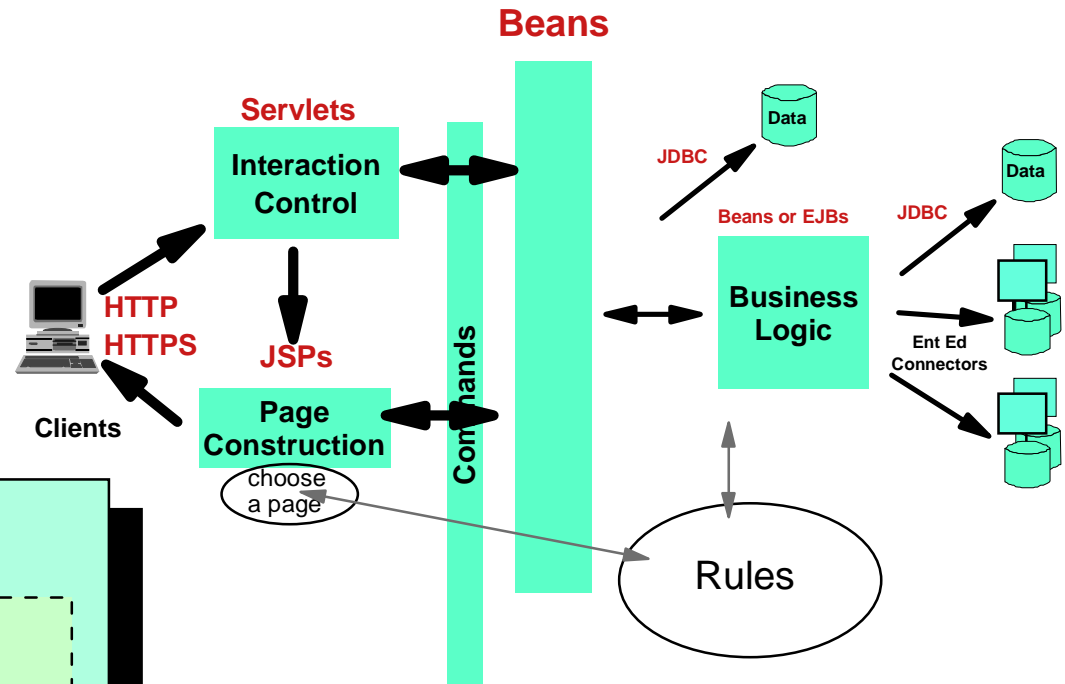 Beans
Servlets
Interaction
Control
HTTP
HTTPS
Clients
JSPs
Page
Construction
choose
a page
Commands
JDBC
Data
Beans or EJBs
Business
Logic
JDBC
Data
Ent Ed
Connectors
Rules